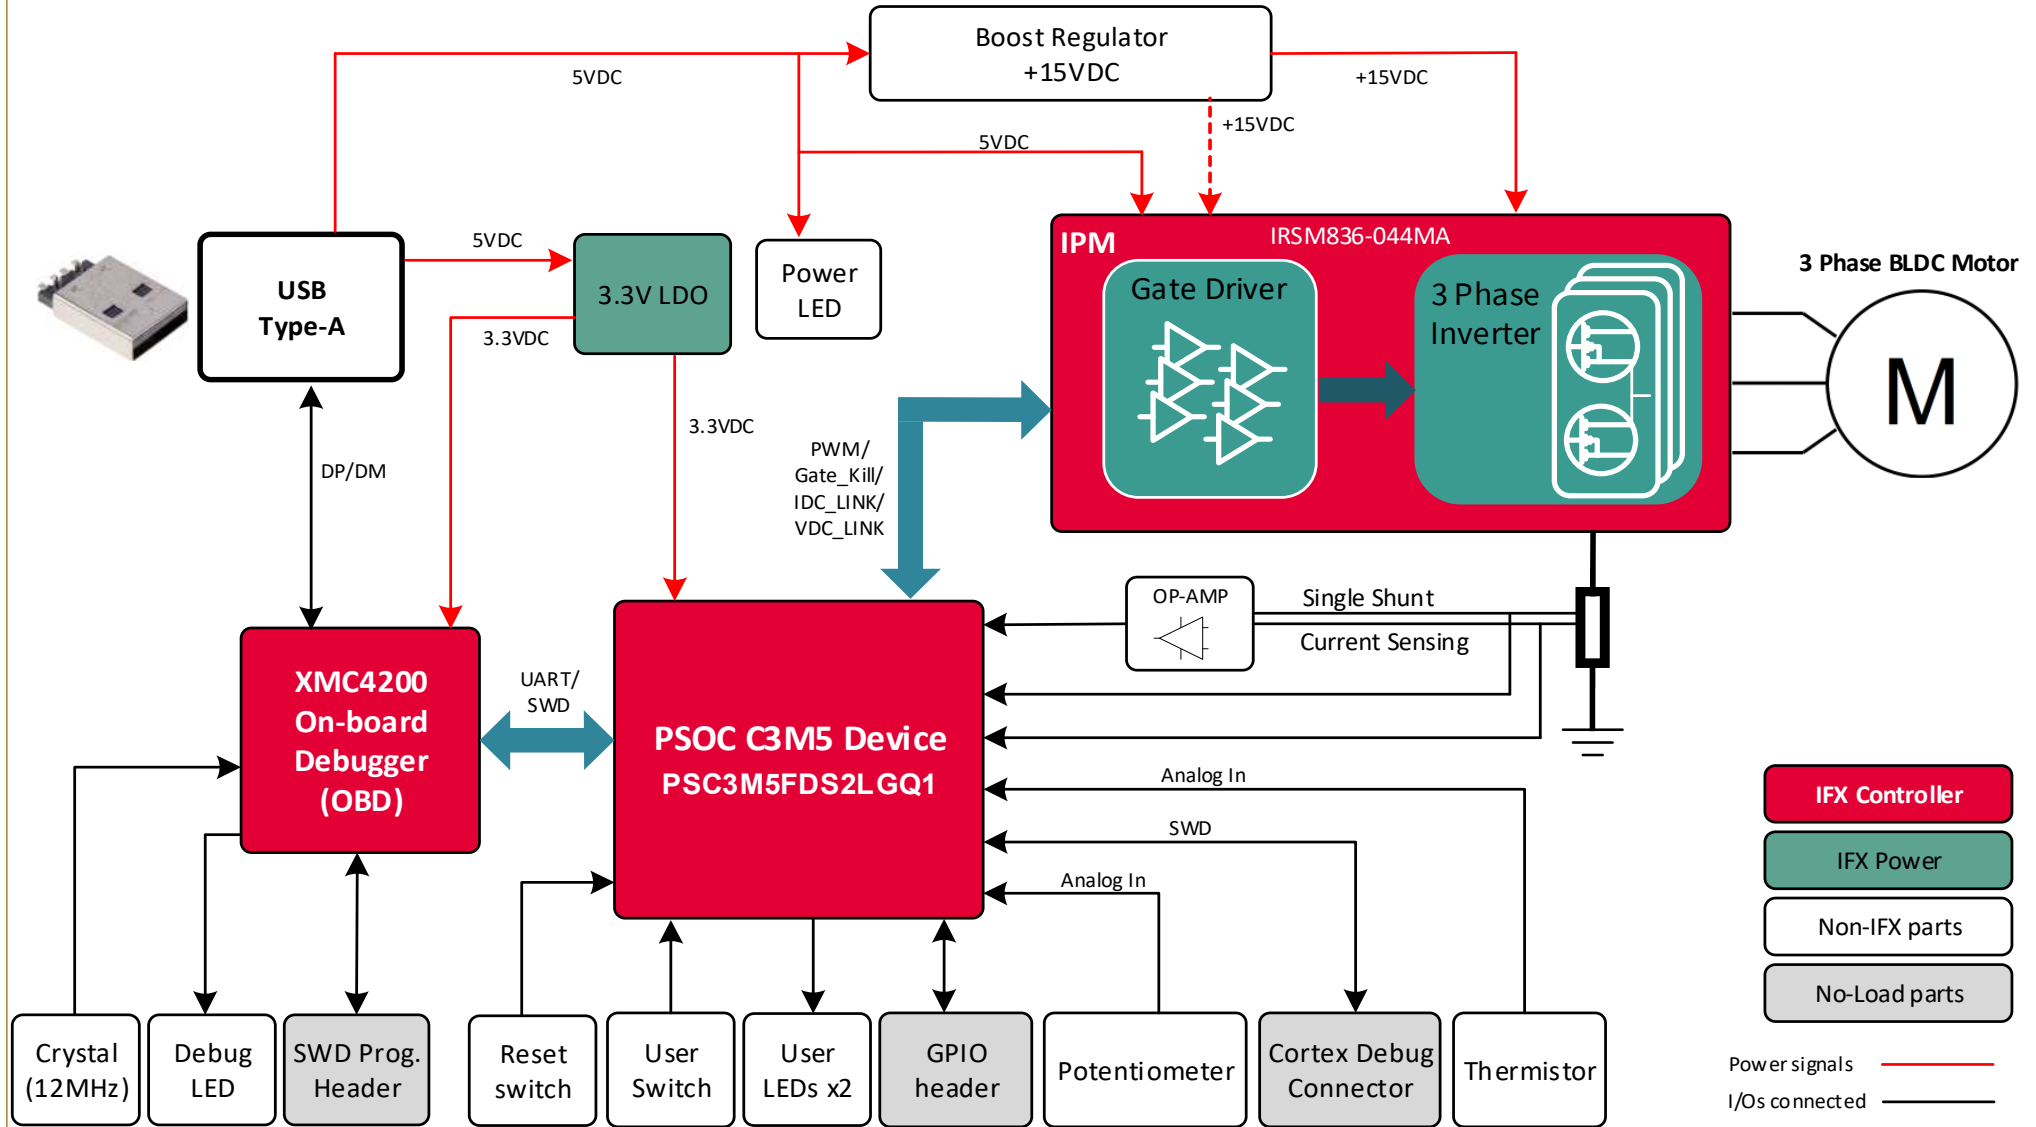 Boost Regulator
+15VDC
5VDC
+15VDC
+15VDC
5VDC
USB
Type-A
5VDC
3.3V LDO
3.3VDC
Power
LED
IPM
IRSM836-044MA
Gate Driver
3 Phase
Inverter
3 Phase BLDC Motor
M
3.3VDC
DP/DM
PWM/
Gate_Kill/
IDC_LINK/
VDC_LINK
OP-AMP
Single Shunt
Current Sensing
XMC4200
On-board
Debugger
(OBD)
UART/
SWD
PSOC C3M5 Device
PSC3M5FDS2LGQ1
Analog In
SWD
Analog In
IFX Controller
IFX Power
Non-IFX parts
No-Load parts
Power signals
I/Os connected
Crystal
(12MHz)
Debug
LED
SWD Prog.
Header
Reset
switch
User
Switch
User
LEDs x2
GPIO
header
Potentiometer
Cortex Debug
Connector
Thermistor